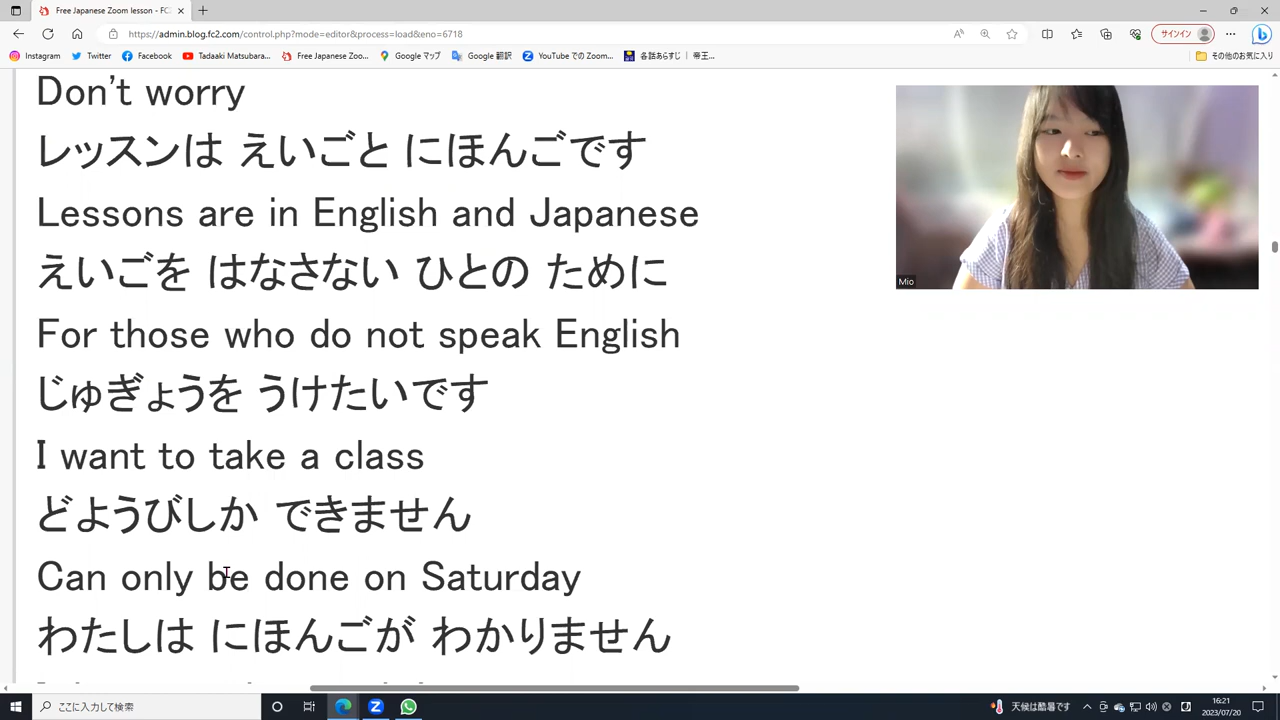 Free Japanese Zoom lesson - FC2
https://admin.blog.fc2.com/control.php?mode=editor&process=load&eno=6718
サインイン
Instagram
Twitter
Facebook
Tadaaki Matsubara...
Free Japanese Zoo...
Google マップ
Google 翻訳
YouTube での Zoom...
各話あらすじ | 帝王...
その他のお気に入り
Don't worry
レッスンは えいごと にほんごです
Lessons are in English and Japanese
えいごを はなさない ひとの ために
For those who do not speak English
じゅぎょうを うけたいです
I want to take a class
どようびしか できません
Can only be done on Saturday
わたしは にほんごが わかりません
Mio
ここに入力して検索
天候は酷暑です
16:21
2023/07/20